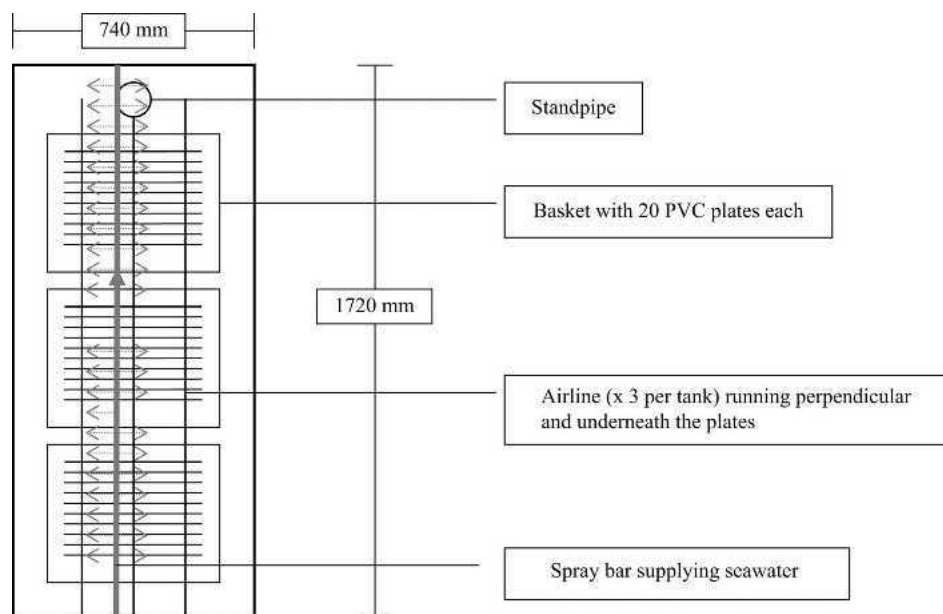 740 mm
Standpipe
Basket with 20 PVC plates each
1720 mm
Airline (x 3 per tank) running perpendicular
and underneath the plates
Spray bar supplying seawater